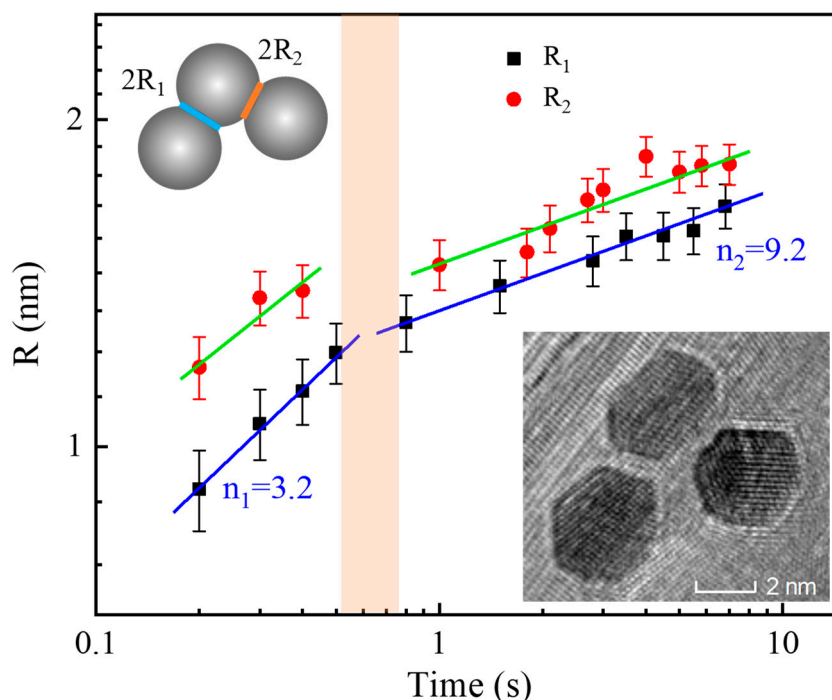 2R₁
2R₂
R₁
R₂
2
1
R (nm)
n₁=3.2
n₂=9.2
2 nm
0.1
1
10
Time (s)